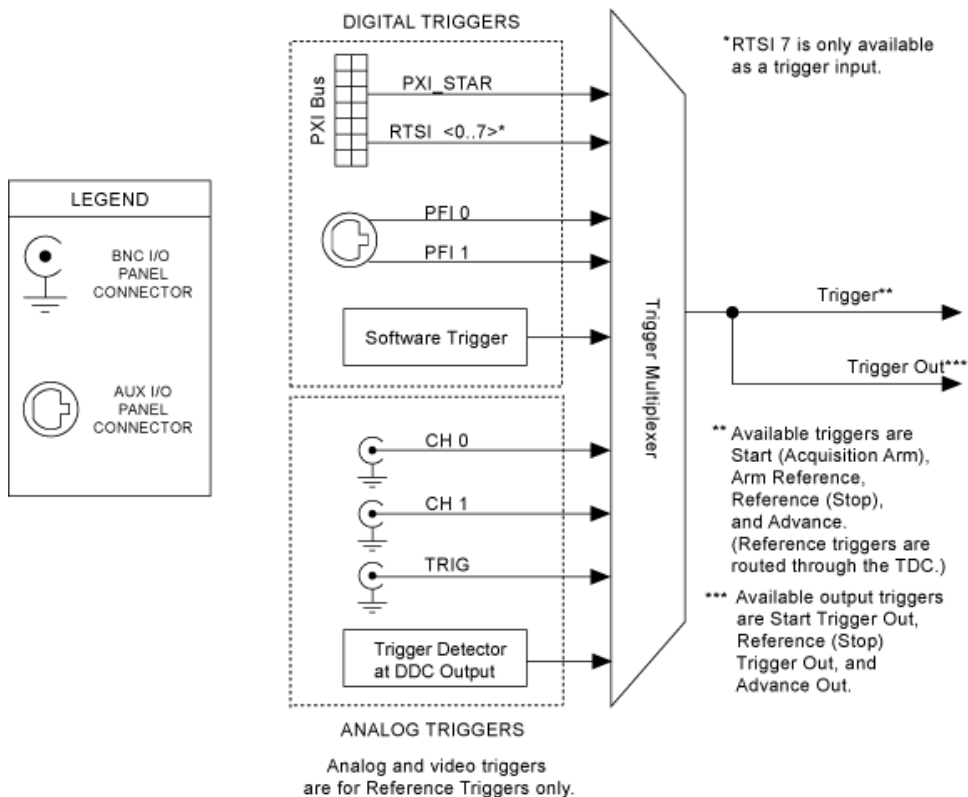 DIGITAL TRIGGERS
PXI Bus
PXI_STAR
RTSI <0..7>*
PFI 0
PFI 1
Software Trigger
*RTSI 7 is only available
as a trigger input.
LEGEND
BNC I/O
PANEL
CONNECTOR
AUX I/O
PANEL
CONNECTOR
Trigger Multiplexer
Trigger**
Trigger Out***
CH 0
CH 1
TRIG
Trigger Detector
at DDC Output
ANALOG TRIGGERS
Analog and video triggers
are for Reference Triggers only.
** Available triggers are
Start (Acquisition Arm),
Arm Reference,
Reference (Stop),
and Advance.
(Reference triggers are
routed through the TDC.)
*** Available output triggers
are Start Trigger Out,
Reference (Stop)
Trigger Out, and
Advance Out.